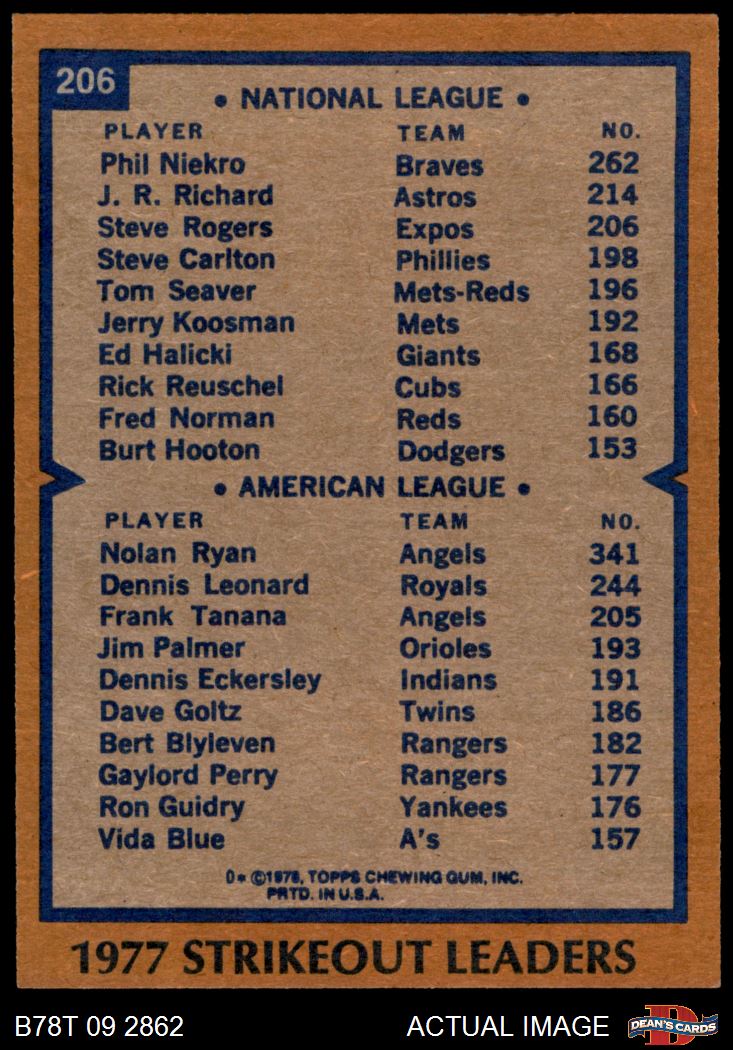 206
• NATIONAL LEAGUE •
PLAYER TEAM NO.
Phil Niekro Braves 262
J. R. Richard Astros 214
Steve Rogers Expos 206
Steve Carlton Phillies 198
Tom Seaver Mets-Reds 196
Jerry Koosman Mets 192
Ed Halicki Giants 168
Rick Reuschel Cubs 166
Fred Norman Reds 160
Burt Hooton Dodgers 153
• AMERICAN LEAGUE •
PLAYER TEAM NO.
Nolan Ryan Angels 341
Dennis Leonard Royals 244
Frank Tanana Angels 205
Jim Palmer Orioles 193
Dennis Eckersley Indians 191
Dave Goltz Twins 186
Bert Blyleven Rangers 182
Gaylord Perry Rangers 177
Ron Guidry Yankees 176
Vida Blue A's 157
D* ©1978, TOPPS CHEWING GUM, INC.
PRTD. IN U.S.A.
1977 STRIKEOUT LEADERS
B78T 09 2862 ACTUAL IMAGE D DEAN'S CARDS